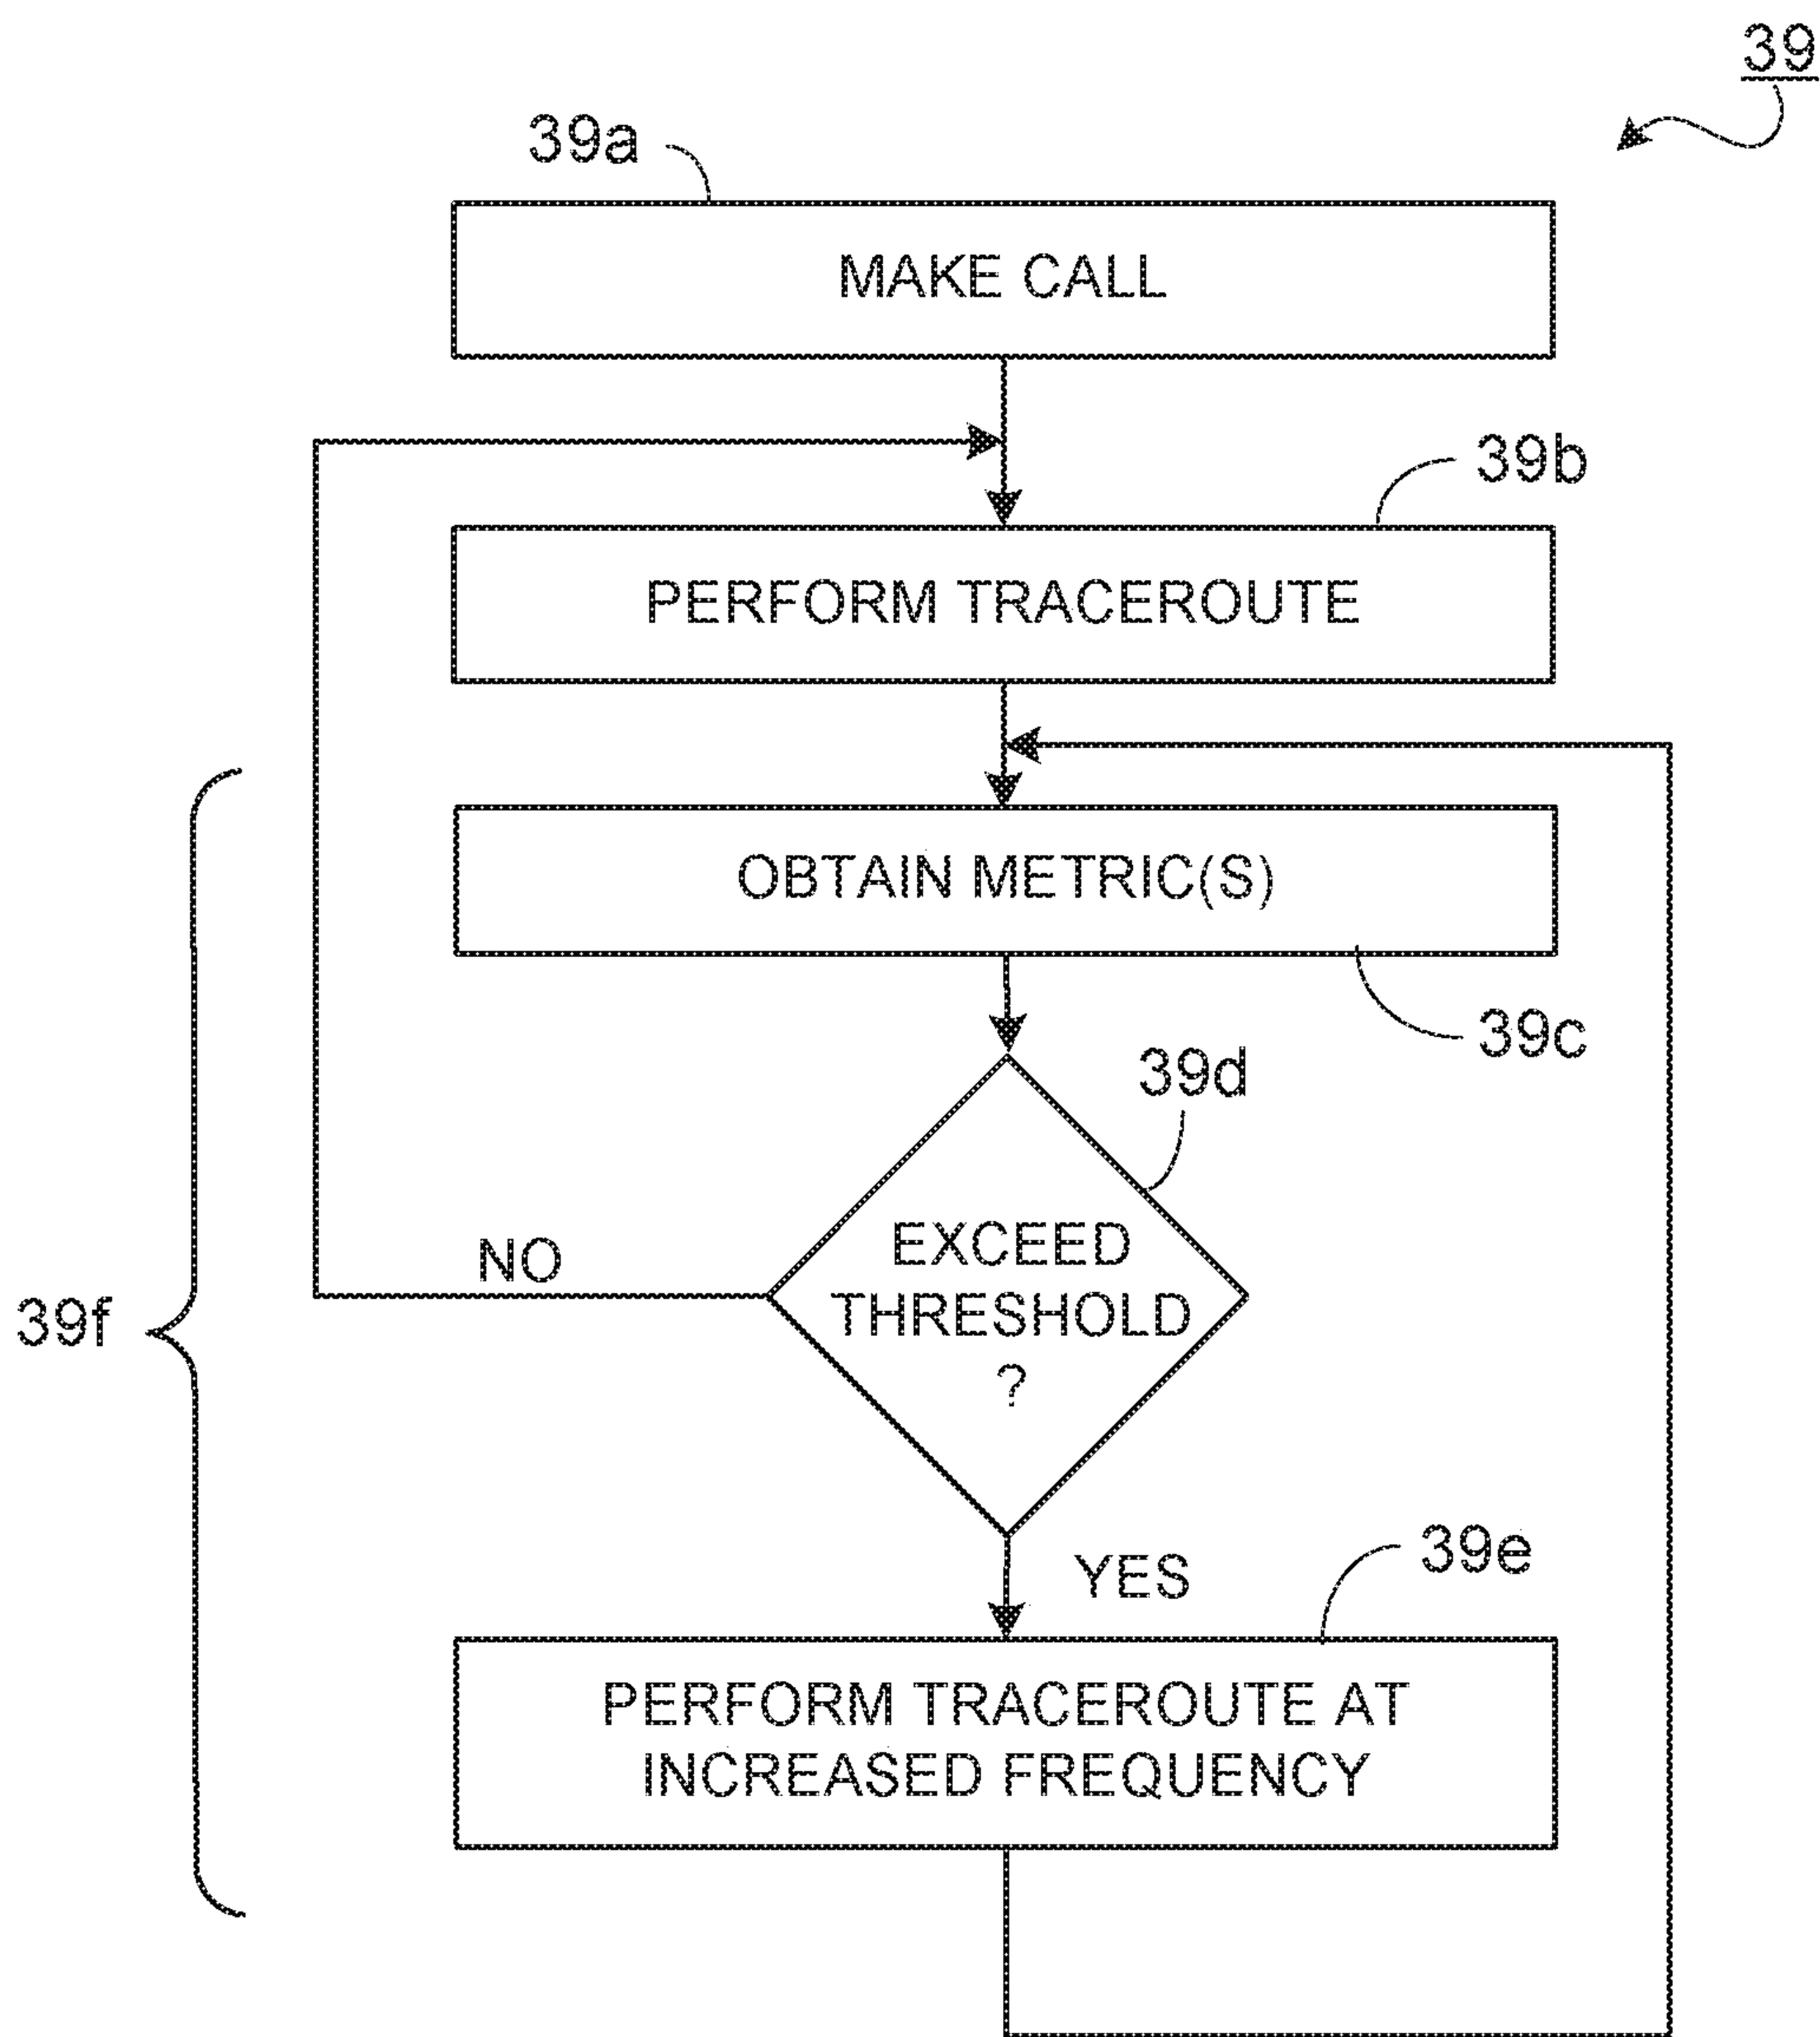 39
39a
MAKE CALL
39b
PERFORM TRACEROUTE
OBTAIN METRIC(S)
39c
39d
EXCEED
THRESHOLD
?
NO
39f
YES
39e
PERFORM TRACEROUTE AT
INCREASED FREQUENCY